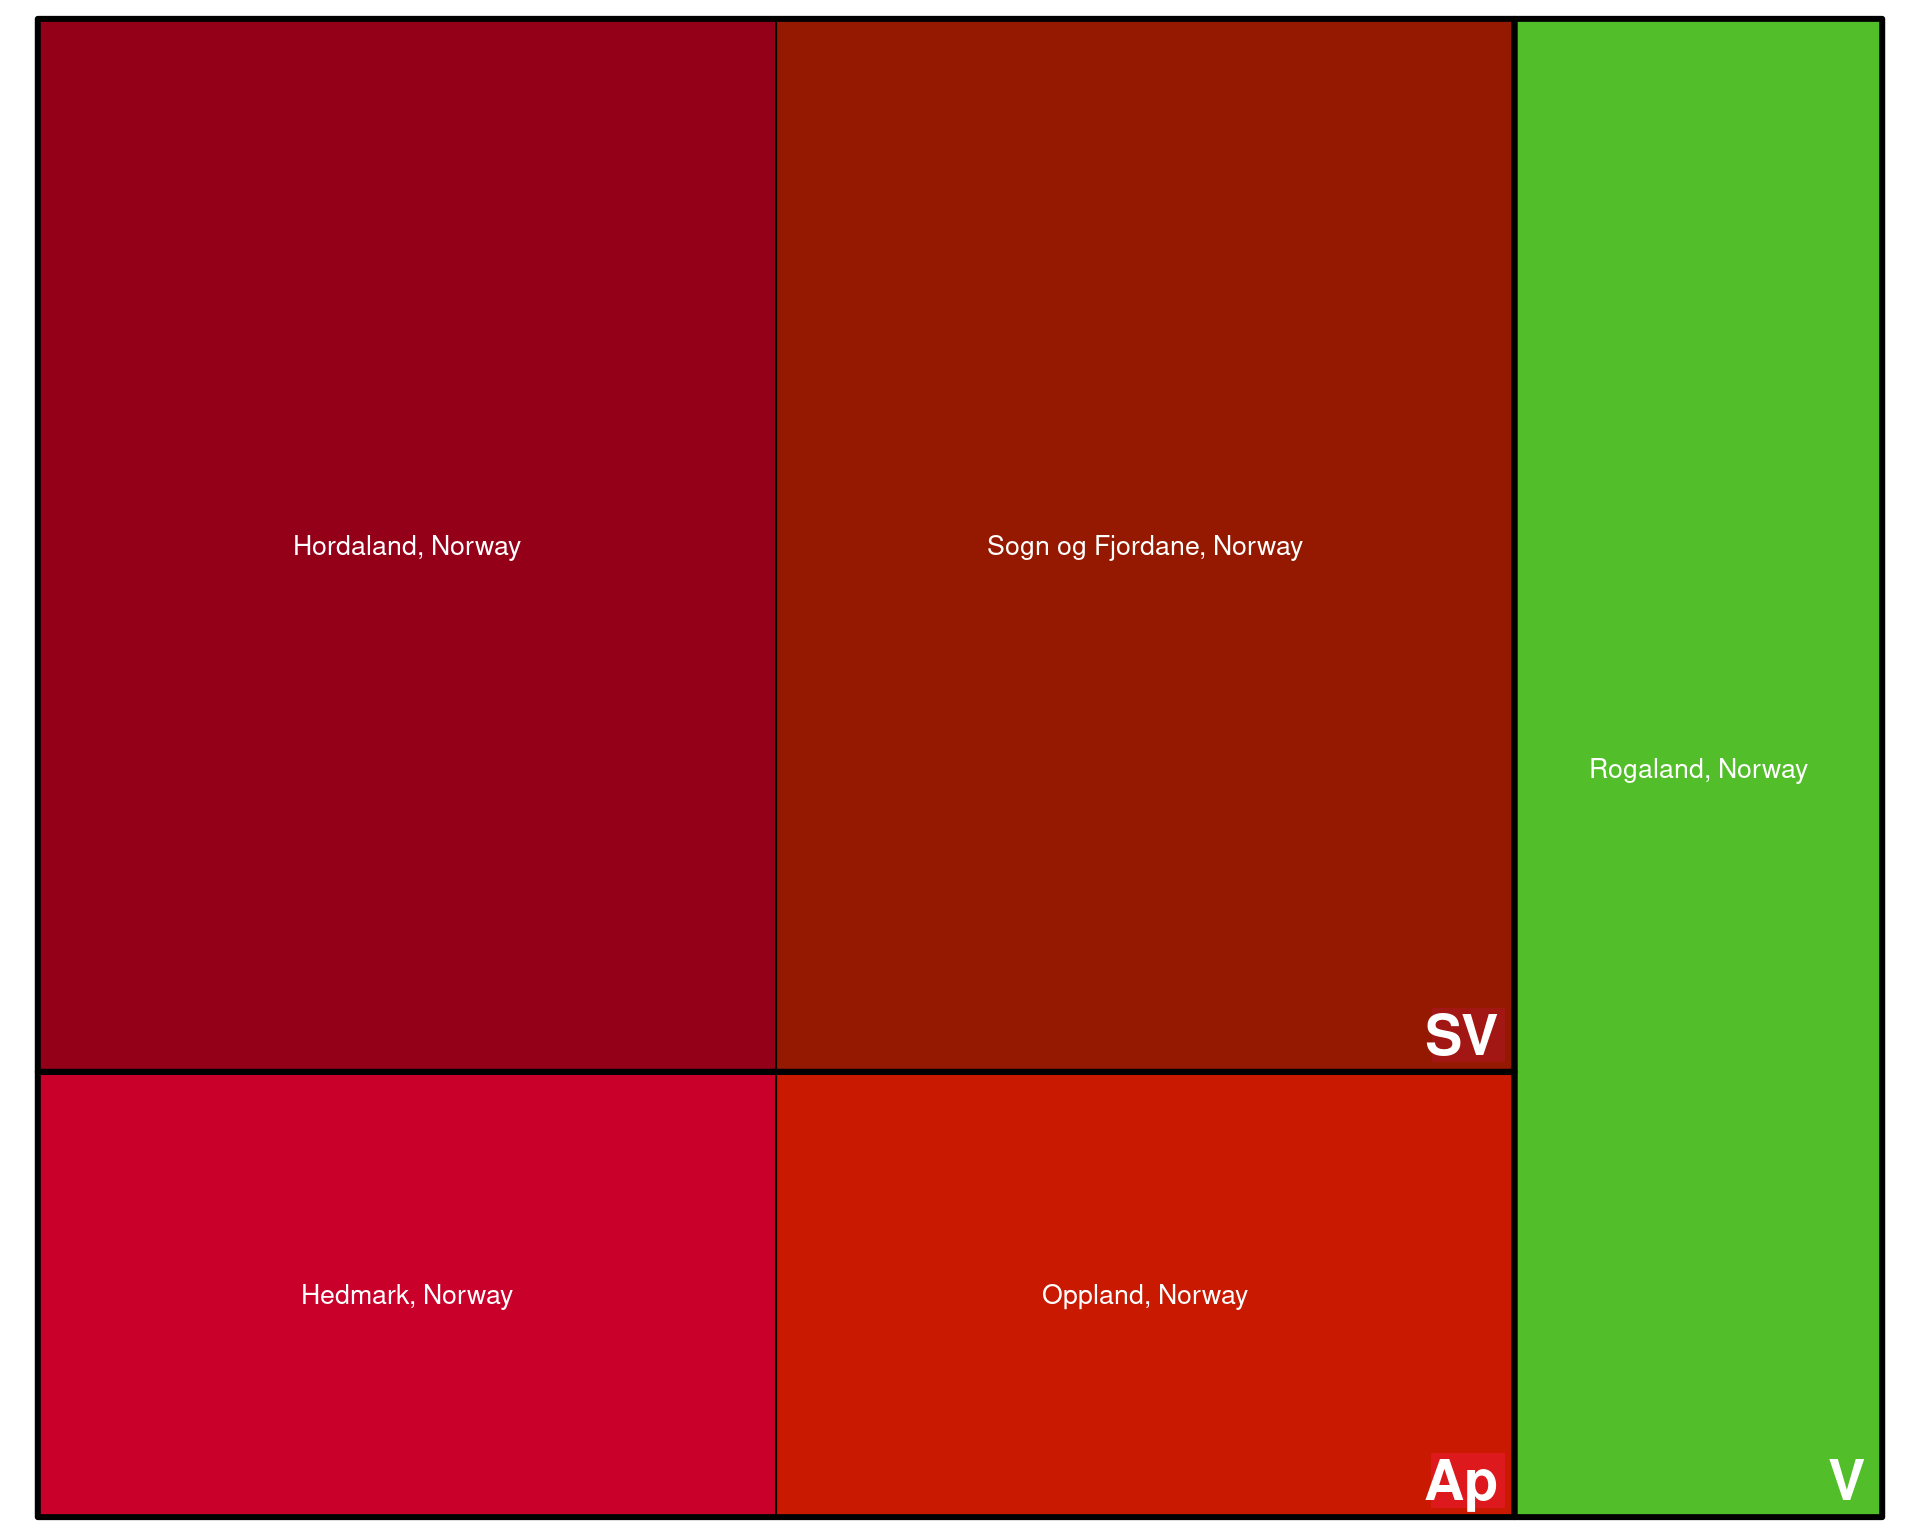 Hordaland, Norway
Sogn og Fjordane, Norway
SV
Rogaland, Norway
Hedmark, Norway
Oppland, Norway
Ap
V